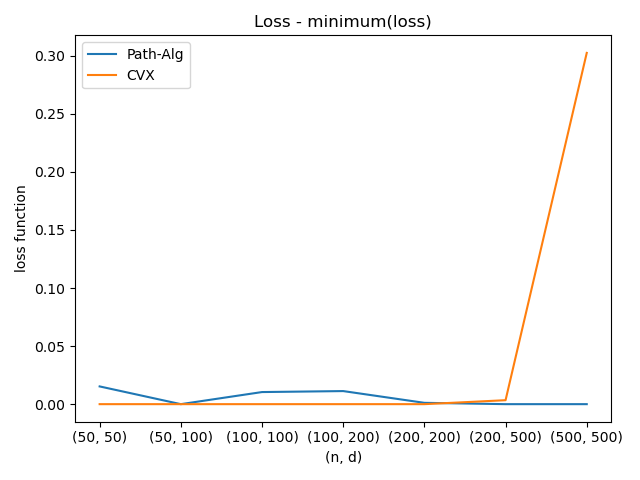 Loss - minimum(loss)
Path-Alg
CVX
loss function
0.30
0.25
0.20
0.15
0.10
0.05
0.00
(50, 50) (50, 100) (100, 100) (100, 200) (200, 200) (200, 500) (500, 500)
(n, d)